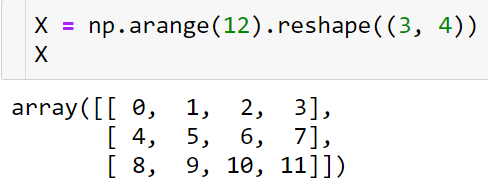 X = np.arange(12).reshape((3, 4))
X
array([[ 0,  1,  2,  3],
       [ 4,  5,  6,  7],
       [ 8,  9, 10, 11]])